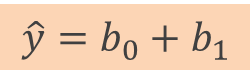 ŷ = b₀ + b₁